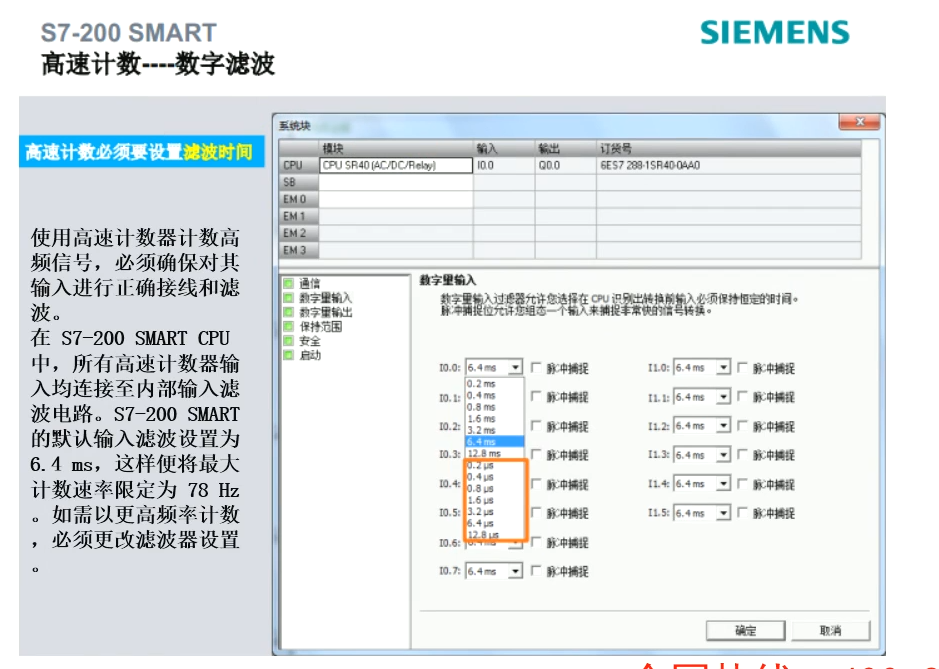 S7-200 SMART
SIEMENS
高速计数----数字滤波
高速计数必须要设置滤波时间
使用高速计数器计数高
频信号，必须确保对其
输入进行正确接线和滤
波。
在 S7-200 SMART CPU
中，所有高速计数器输
入均连接至内部输入滤
波电路。S7-200 SMART
的默认输入滤波设置为
6.4 ms，这样便将最大
计数速率限定为 78 Hz
。如需以更高频率计数
，必须更改滤波器设置
。
系统块
模块 输入 输出 订货号
CPU CPU SR40 (AC/DC/Relay) I0.0 Q0.0 6ES7 288-1SR40-0AA0
SB
EM 0
EM 1
EM 2
EM 3
通信
数字量输入
数字量输出
保持范围
安全
启动
数字量输入
数字量输入过滤器允许您选择在 CPU 识别出转换前输入必须保持恒定的时间。
脉冲捕捉位允许您组态一个输入来捕捉非常快的信号转换。
I0.0: 6.4 ms 脉冲捕捉 I1.0: 6.4 ms 脉冲捕捉
0.2 ms
I0.1: 0.4 ms 脉冲捕捉 I1.1: 6.4 ms 脉冲捕捉
0.8 ms
1.6 ms
I0.2: 3.2 ms 脉冲捕捉 I1.2: 6.4 ms 脉冲捕捉
6.4 ms
I0.3: 12.8 ms 脉冲捕捉 I1.3: 6.4 ms 脉冲捕捉
0.2 µs
0.4 µs
I0.4: 0.8 µs 脉冲捕捉 I1.4: 6.4 ms 脉冲捕捉
1.6 µs
I0.5: 3.2 µs 脉冲捕捉 I1.5: 6.4 ms 脉冲捕捉
6.4 µs
12.8 µs
I0.6: 脉冲捕捉
I0.7: 6.4 ms 脉冲捕捉
确定 取消